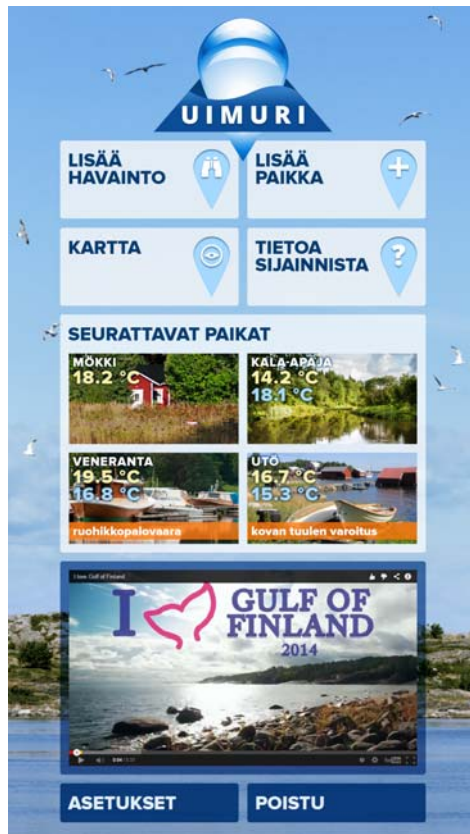 UIMURI
LISÄÄ
HAVAINTO
LISÄÄ
PAIKKA
KARTTA
TIETOA
SIJAINNISTA
SEURATTAVAT PAIKAT
MÖKKI
18.2 °C
KALA-APAJA
14.2 °C
18.1 °C
VENERANTA
19.5 °C
16.8 °C
ruohikkopalovaara
UTÖ
16.7 °C
15.3 °C
kovan tuulen varoitus
I love Gulf of Finland
I GULF OF
FINLAND
2014
ASETUKSET
POISTU